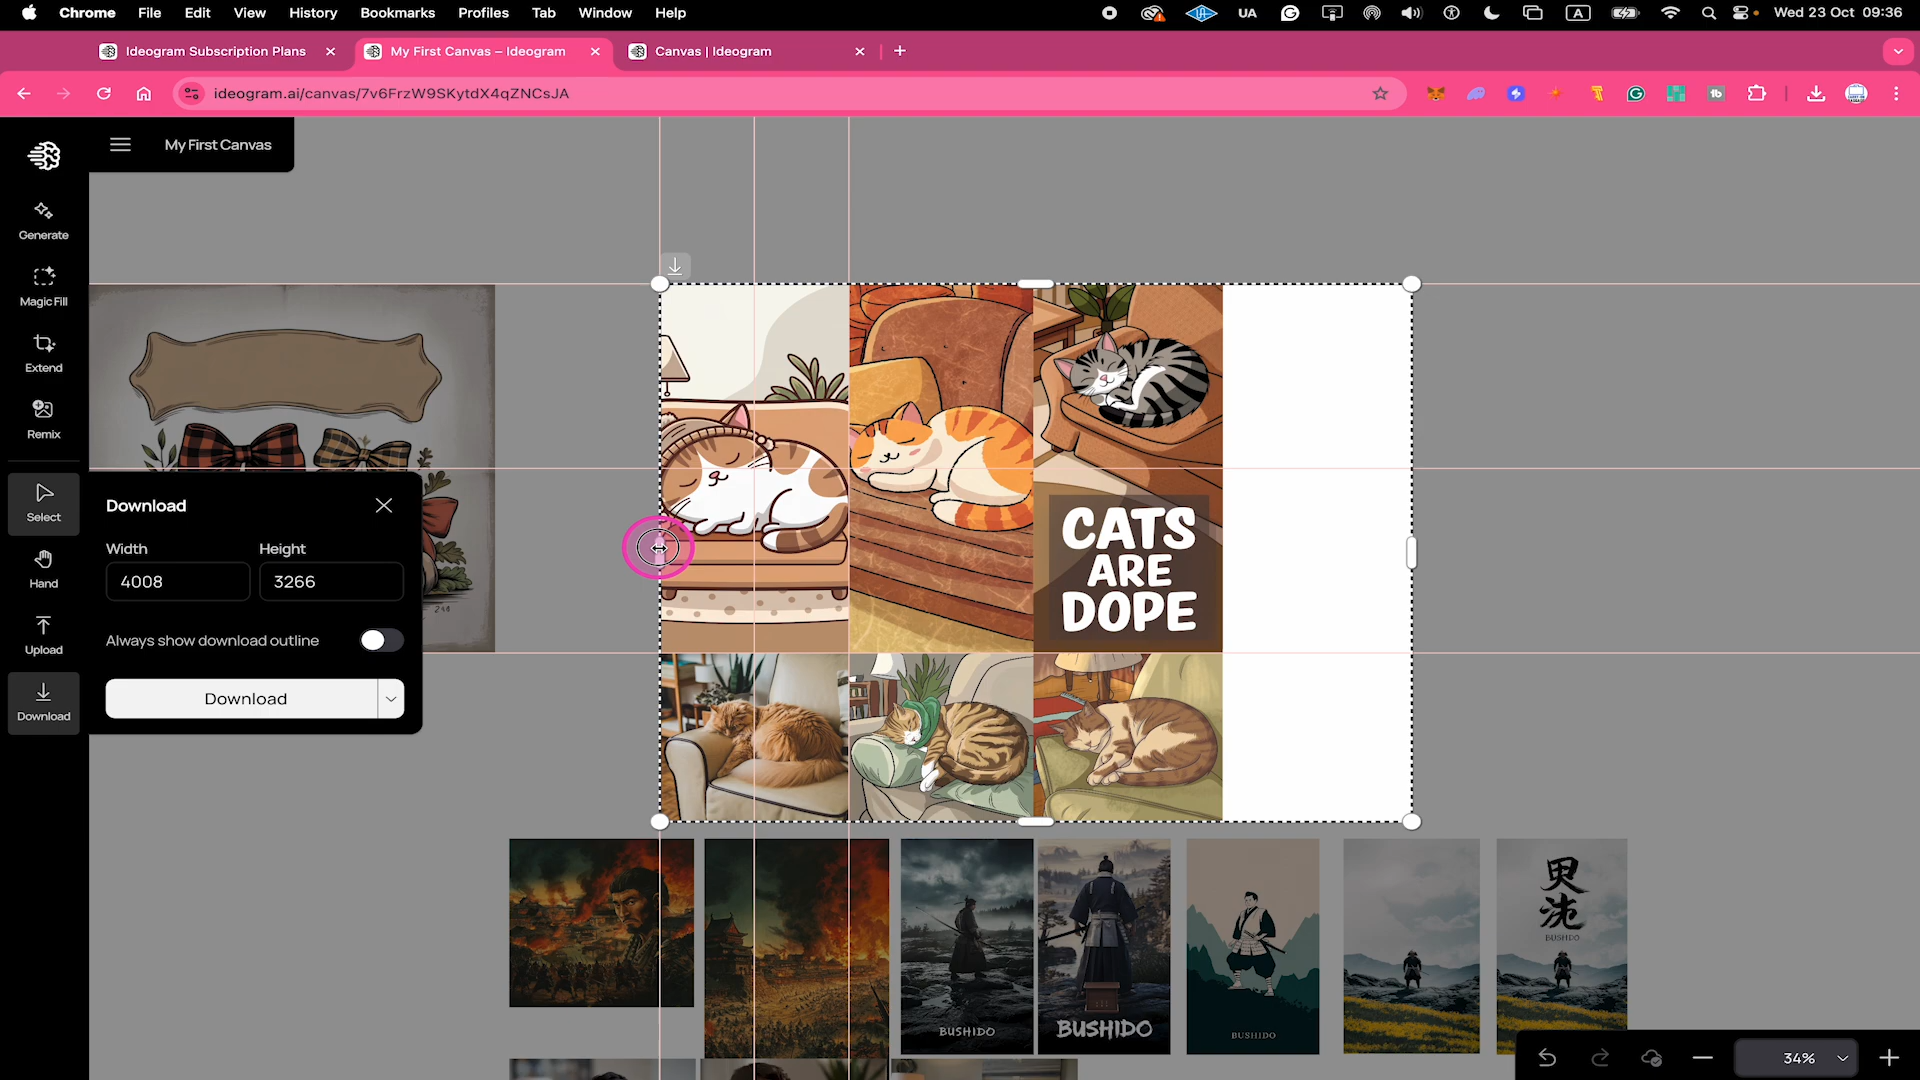 Chrome File Edit View History Bookmarks Profiles Tab Window Help UA A Wed 23 Oct 09:36
Ideogram Subscription Plans My First Canvas – Ideogram Canvas | Ideogram
ideogram.ai/canvas/7v6FrzW9SKytdX4qZNCsJA
My First Canvas
Generate
Magic Fill
Extend
Remix
Select
Hand
Upload
Download
Download
Width Height
4008 3266
Always show download outline
Download
CATS
ARE
DOPE
BUSHIDO
BUSHIDO
BUSHIDO
BUSHIDO
34%